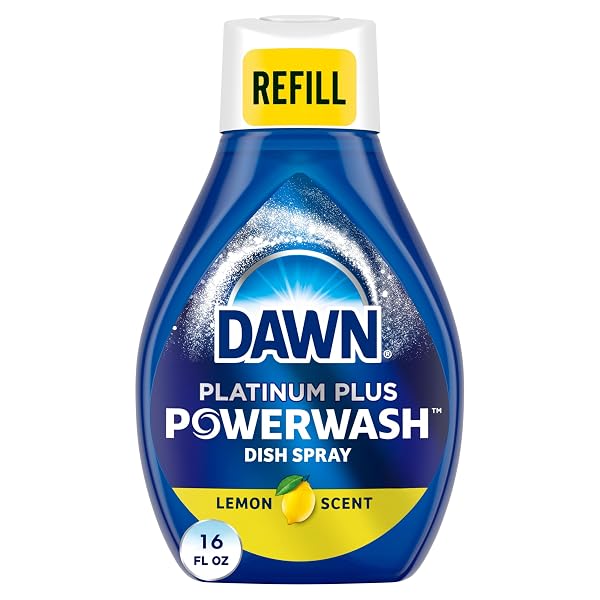 REFILL
DAWN®
PLATINUM PLUS
POWERWASH™
DISH SPRAY
LEMON SCENT
16
FL OZ